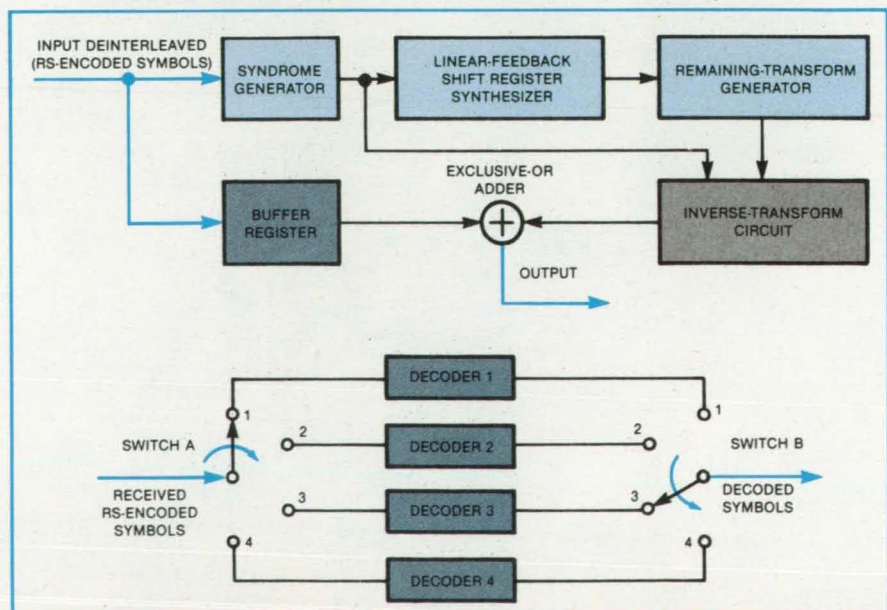 INPUT DEINTERLEAVED
(RS-ENCODED SYMBOLS)
SYNDROME
GENERATOR
LINEAR-FEEDBACK
SHIFT REGISTER
SYNTHESIZER
REMAINING-TRANSFORM
GENERATOR
EXCLUSIVE-OR
ADDER
BUFFER
REGISTER
+
INVERSE-TRANSFORM
CIRCUIT
OUTPUT
DECODER 1
1
1
SWITCH A
2
DECODER 2
2
SWITCH B
RECEIVED
RS-ENCODED
SYMBOLS
3
DECODER 3
3
DECODED
SYMBOLS
4
DECODER 4
4